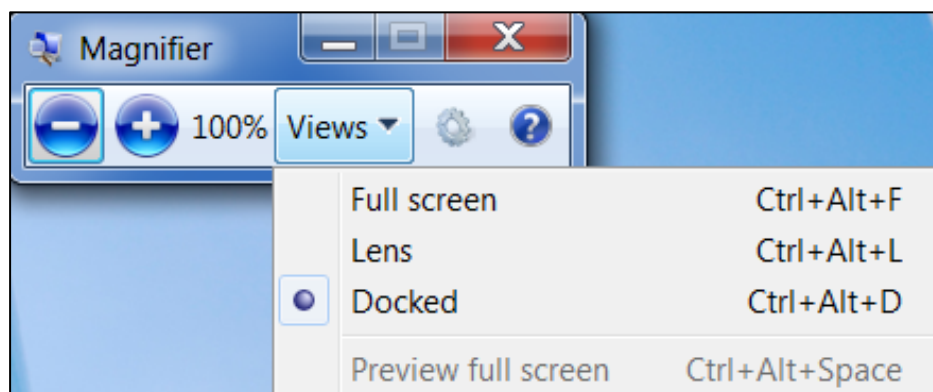 Magnifier
100% Views
Full screen Ctrl+Alt+F
Lens Ctrl+Alt+L
Docked Ctrl+Alt+D
Preview full screen Ctrl+Alt+Space